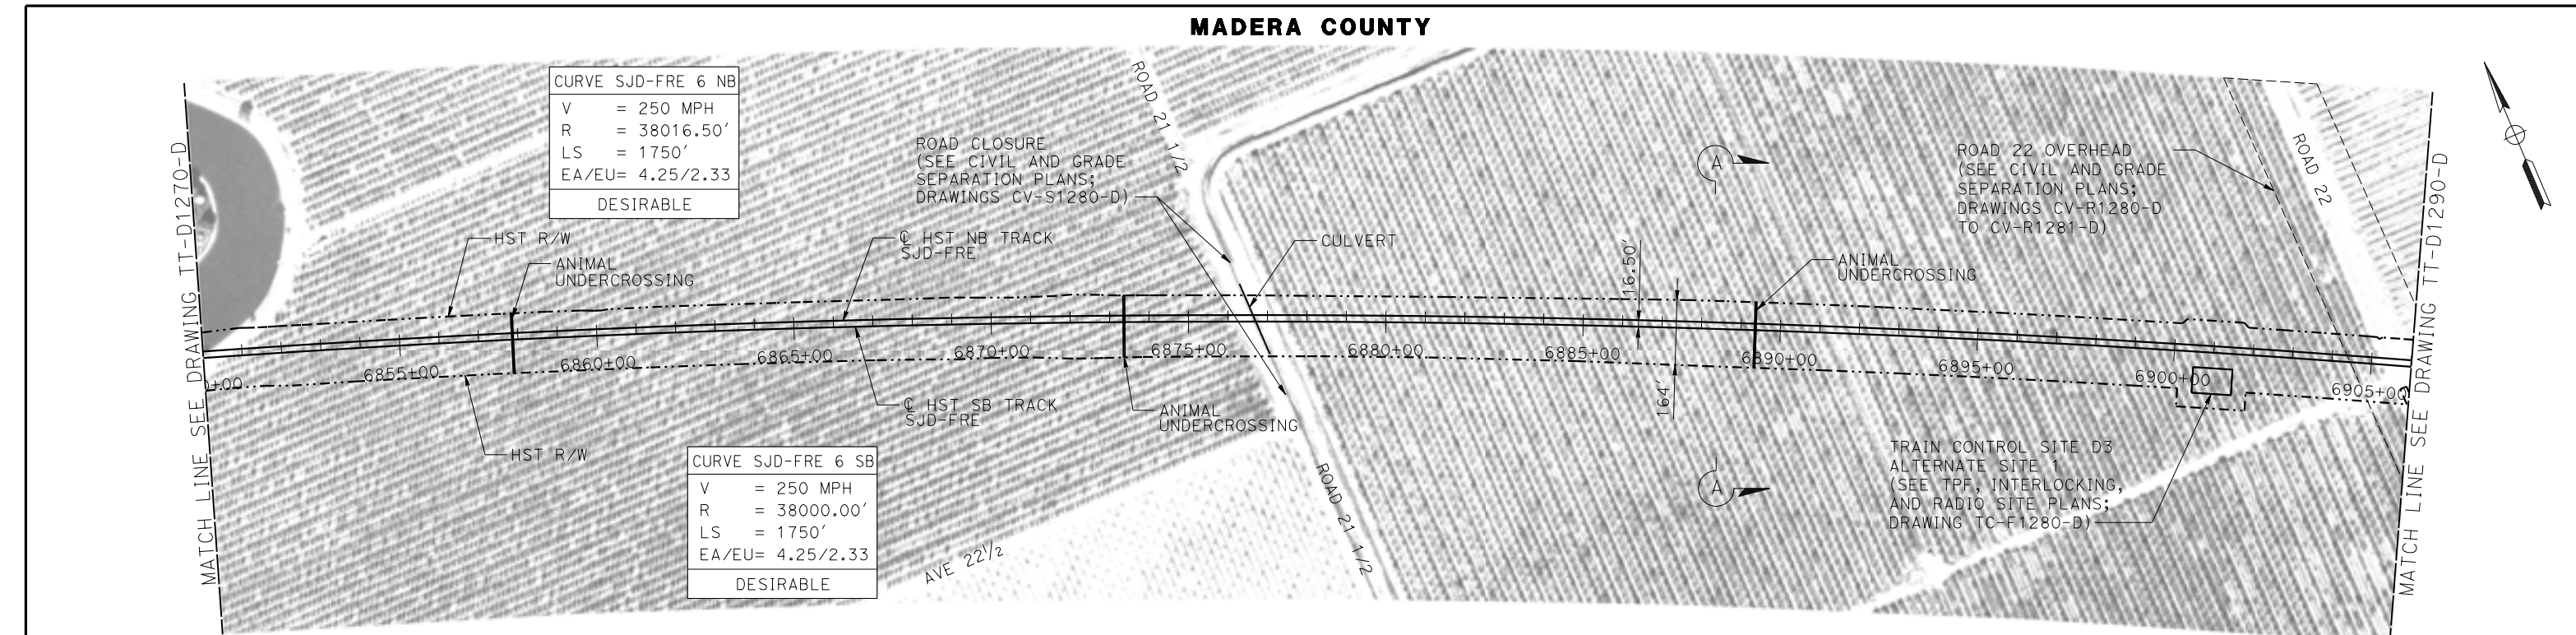 MADERA COUNTY
CURVE SJD-FRE 6 NB
V = 250 MPH
R = 38016.50'
LS = 1750'
EA/EU= 4.25/2.33
DESIRABLE
ROAD 21 1/2
ROAD CLOSURE
(SEE CIVIL AND GRADE
SEPARATION PLANS;
DRAWINGS CV-S1280-D)
A
ROAD 22 OVERHEAD
(SEE CIVIL AND GRADE
SEPARATION PLANS;
DRAWINGS CV-R1280-D
TO CV-R1281-D)
ROAD 22
MATCH LINE SEE DRAWING TT-D1270-D
MATCH LINE SEE DRAWING TT-D1290-D
HST R/W
ANIMAL
UNDERCROSSING
℄ HST NB TRACK
SJD-FRE
CULVERT
16.50'
ANIMAL
UNDERCROSSING
0+00
6855+00
6860+00
6865+00
6870+00
6875+00
6880+00
6885+00
6890+00
6895+00
6900+00
6905+00
164'
HST R/W
℄ HST SB TRACK
SJD-FRE
ANIMAL
UNDERCROSSING
CURVE SJD-FRE 6 SB
V = 250 MPH
R = 38000.00'
LS = 1750'
EA/EU= 4.25/2.33
DESIRABLE
AVE 22½
ROAD 21 1/2
A
TRAIN CONTROL SITE D3
ALTERNATE SITE 1
(SEE TPF, INTERLOCKING,
AND RADIO SITE PLANS;
DRAWING TC-F1280-D)